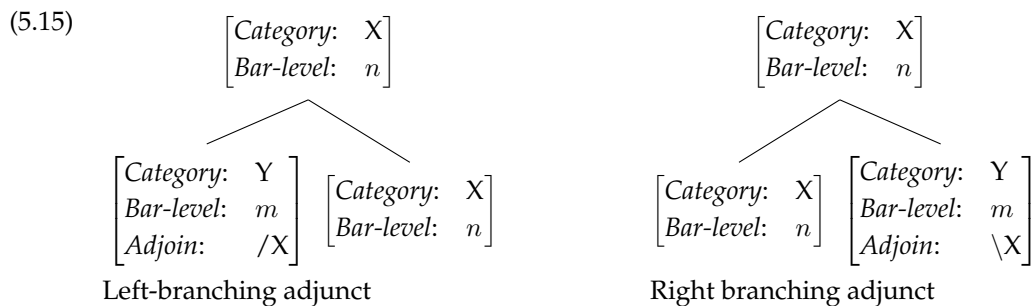 (5.15)
Category: X
Bar-level: n
Category: X
Bar-level: n
Category: Y
Bar-level: m
Adjoin: /X
Category: X
Bar-level: n
Category: X
Bar-level: n
Category: Y
Bar-level: m
Adjoin: \X
Left-branching adjunct
Right branching adjunct